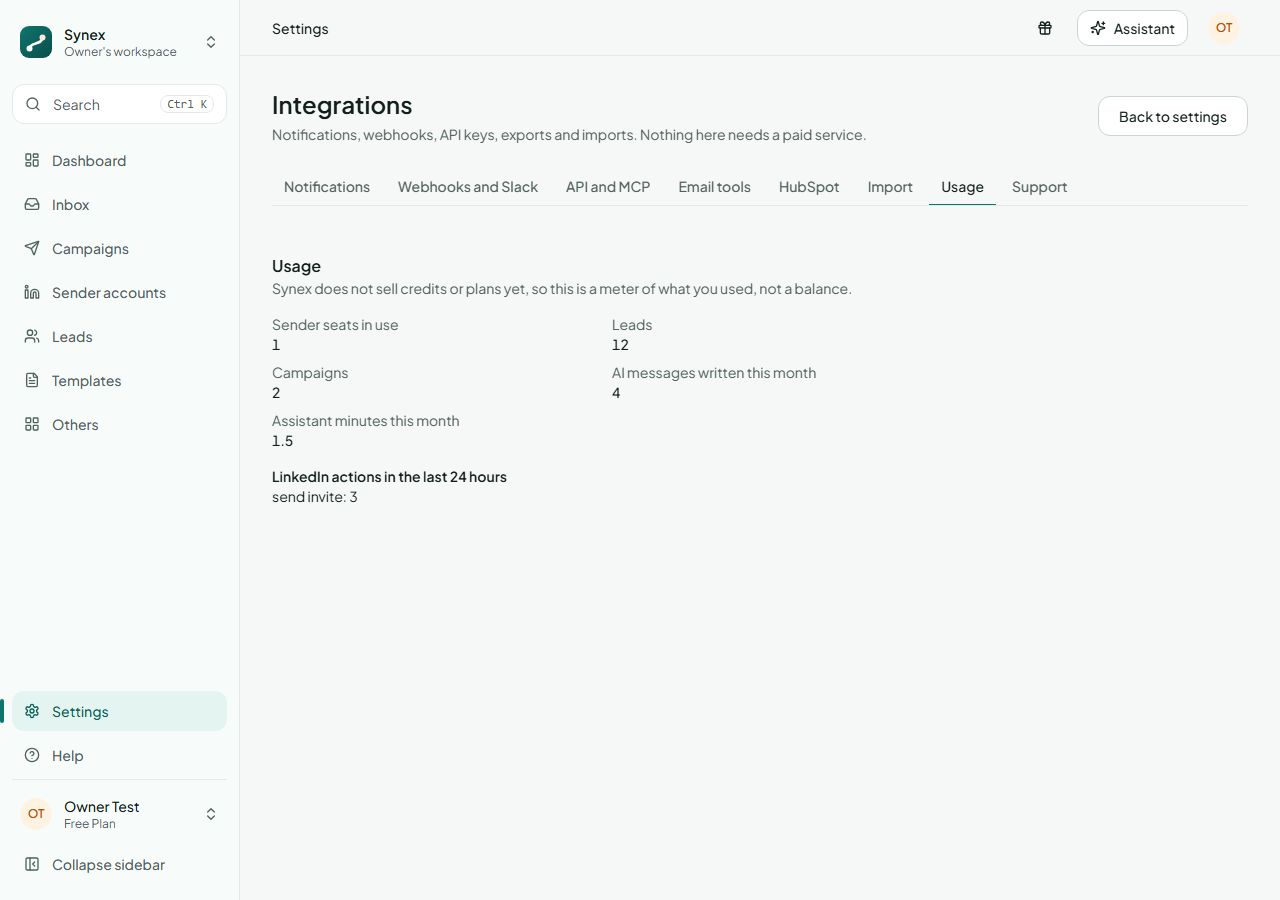 Synex
Owner's workspace
Search
Ctrl K
Dashboard
Inbox
Campaigns
Sender accounts
Leads
Templates
Others
Settings
Help
OT
Owner Test
Free Plan
Collapse sidebar
Settings
Assistant
OT
Integrations
Notifications, webhooks, API keys, exports and imports. Nothing here needs a paid service.
Back to settings
Notifications
Webhooks and Slack
API and MCP
Email tools
HubSpot
Import
Usage
Support
Usage
Synex does not sell credits or plans yet, so this is a meter of what you used, not a balance.
Sender seats in use
1
Leads
12
Campaigns
2
AI messages written this month
4
Assistant minutes this month
1.5
LinkedIn actions in the last 24 hours
send invite: 3